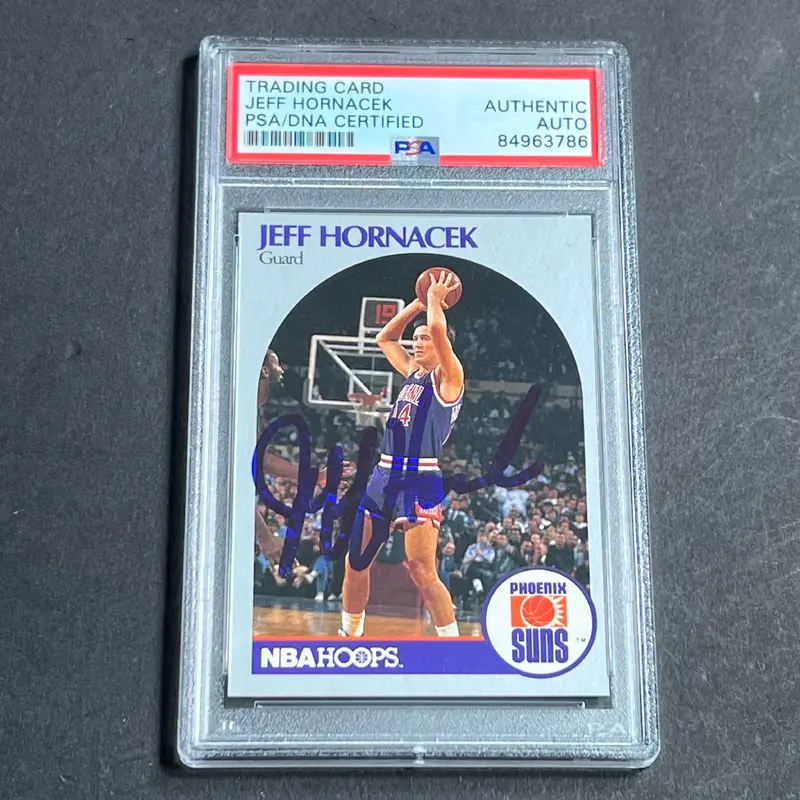 TRADING CARD
JEFF HORNACEK
PSA/DNA CERTIFIED
AUTHENTIC
AUTO
84963786
PSA
JEFF HORNACEK
Guard
14
PHOENIX
SUNS
TM
NBA HOOPS